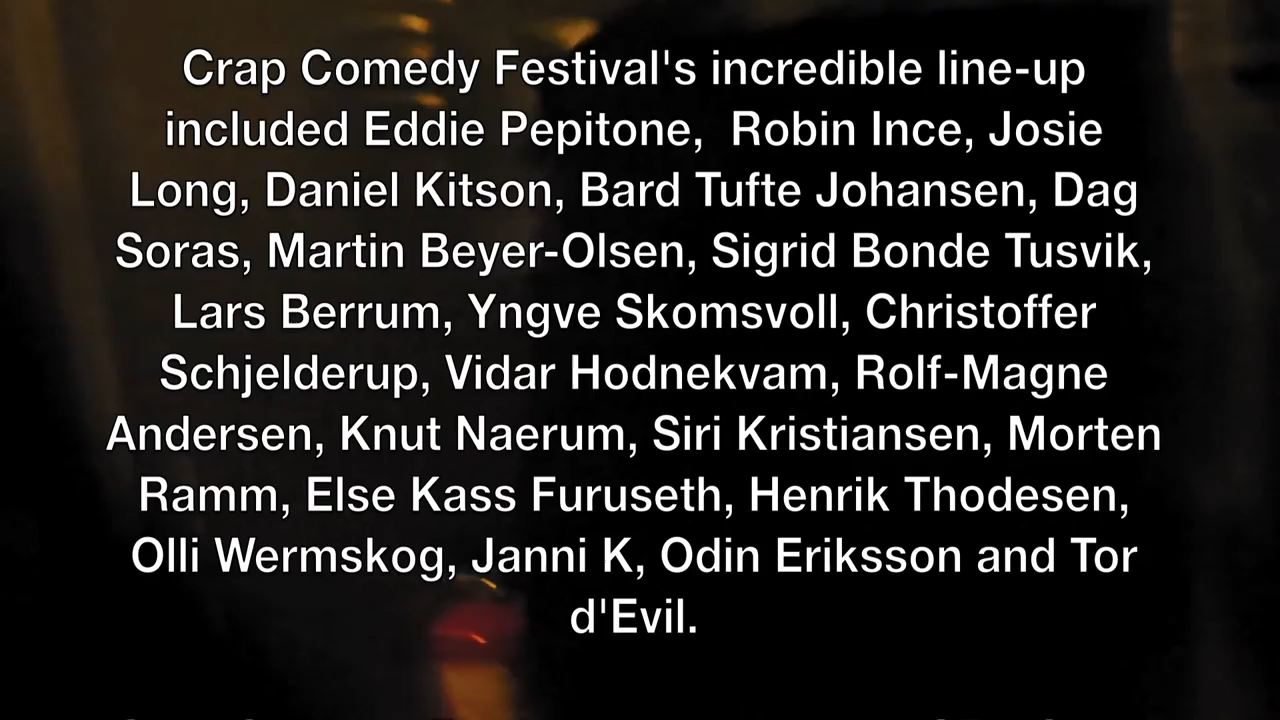 Crap Comedy Festival's incredible line-up
included Eddie Pepitone,  Robin Ince, Josie
Long, Daniel Kitson, Bard Tufte Johansen, Dag
Soras, Martin Beyer-Olsen, Sigrid Bonde Tusvik,
Lars Berrum, Yngve Skomsvoll, Christoffer
Schjelderup, Vidar Hodnekvam, Rolf-Magne
Andersen, Knut Naerum, Siri Kristiansen, Morten
Ramm, Else Kass Furuseth, Henrik Thodesen,
Olli Wermskog, Janni K, Odin Eriksson and Tor
d'Evil.